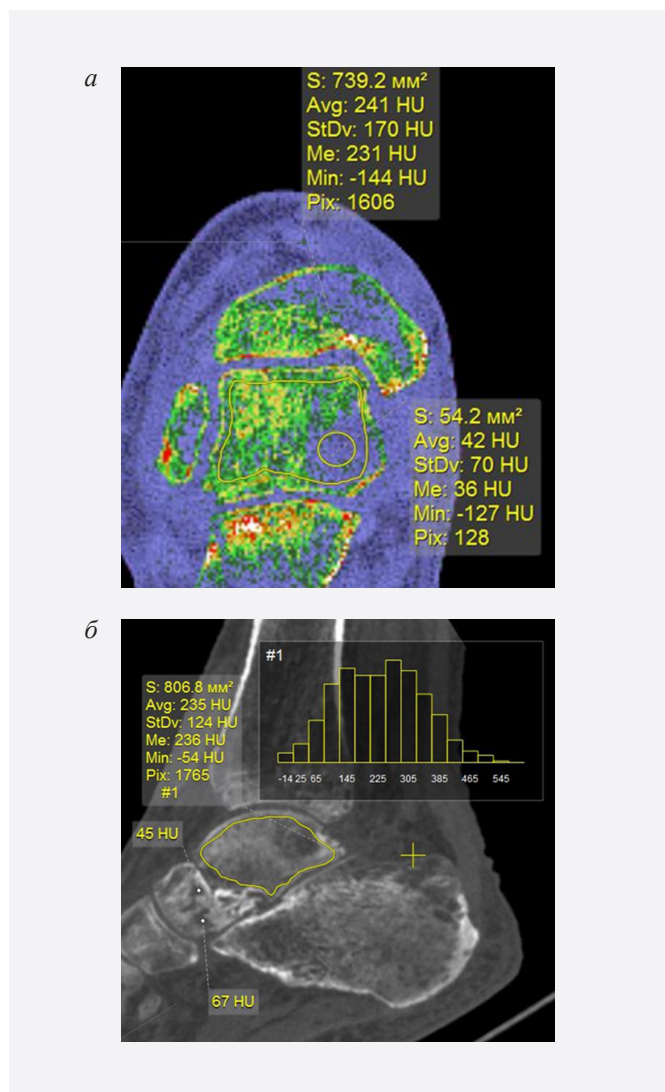 а
S: 739.2 мм²
Avg: 241 HU
StDv: 170 HU
Me: 231 HU
Min: -144 HU
Pix: 1606
S: 54.2 мм²
Avg: 42 HU
StDv: 70 HU
Me: 36 HU
Min: -127 HU
Pix: 128
б
#1
S: 806.8 мм²
Avg: 235 HU
StDv: 124 HU
Me: 236 HU
Min: -54 HU
Pix: 1765
#1
-14 25 65 145 225 305 385 465 545
45 HU
67 HU